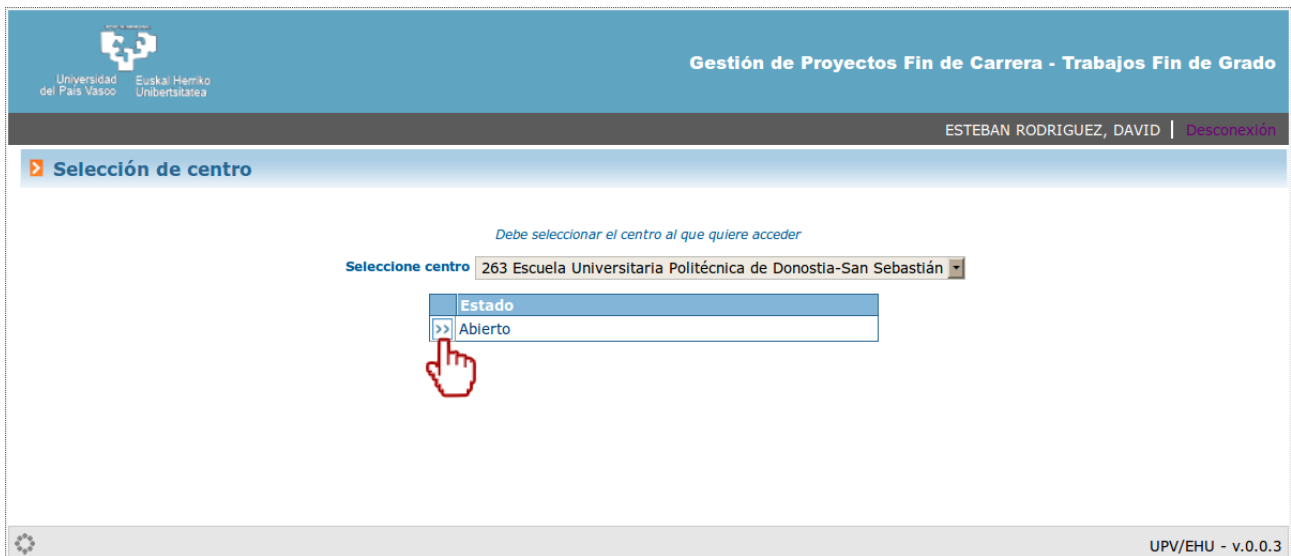 Universidad del País Vasco
Euskal Herriko Unibertsitatea
Gestión de Proyectos Fin de Carrera - Trabajos Fin de Grado
ESTEBAN RODRIGUEZ, DAVID | Desconexión
Selección de centro
Debe seleccionar el centro al que quiere acceder
Seleccione centro 263 Escuela Universitaria Politécnica de Donostia-San Sebastián
Estado
>> Abierto
UPV/EHU - v.0.0.3